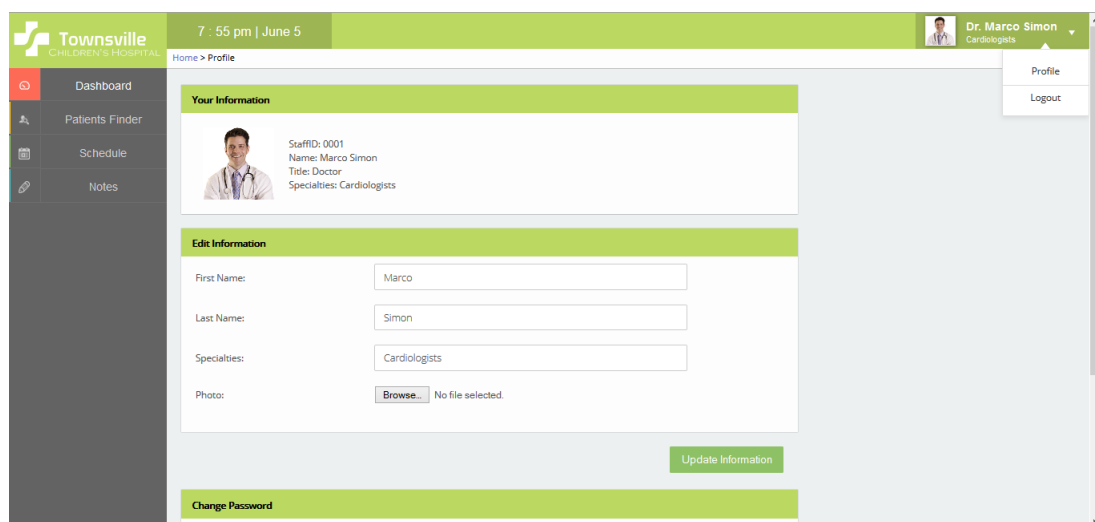 Townsville
CHILDREN'S HOSPITAL
7 : 55 pm | June 5
Dr. Marco Simon
Cardiologists
Home > Profile
Profile
Logout
Dashboard
Patients Finder
Schedule
Notes
Your Information
StaffID: 0001
Name: Marco Simon
Title: Doctor
Specialties: Cardiologists
Edit Information
First Name: Marco
Last Name: Simon
Specialties: Cardiologists
Photo: Browse... No file selected.
Update Information
Change Password